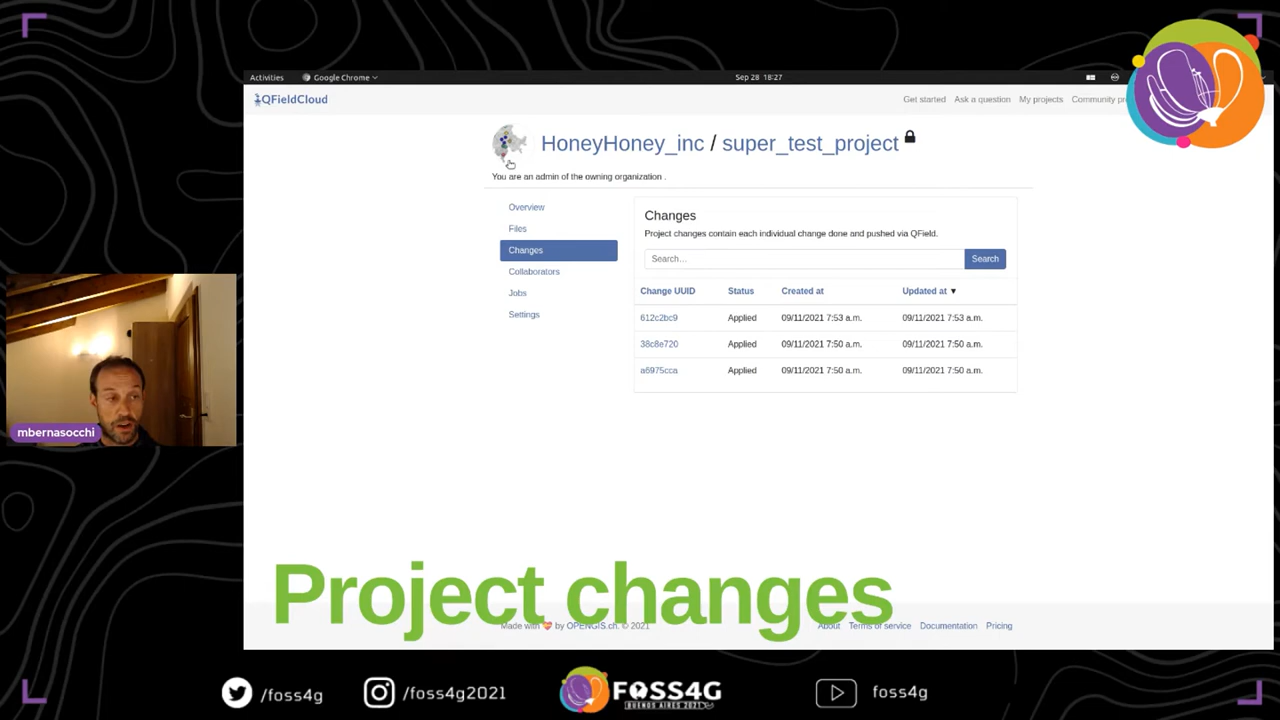 Activities Google Chrome Sep 28 18:27
QFieldCloud Get started Ask a question My projects Community
HoneyHoney_inc / super_test_project
You are an admin of the owning organization .
Overview
Files
Changes
Collaborators
Jobs
Settings
Changes
Project changes contain each individual change done and pushed via QField.
Search... Search
Change UUID Status Created at Updated at ▼
612c2bc9 Applied 09/11/2021 7:53 a.m. 09/11/2021 7:53 a.m.
38c8e720 Applied 09/11/2021 7:50 a.m. 09/11/2021 7:50 a.m.
a6975cca Applied 09/11/2021 7:50 a.m. 09/11/2021 7:50 a.m.
mbernasocchi
Project changes
Made with ❤ by OPENGIS.ch. © 2021 About Terms of service Documentation Pricing
/foss4g /foss4g2021 FOSS4G foss4g
BUENOS AIRES 2021